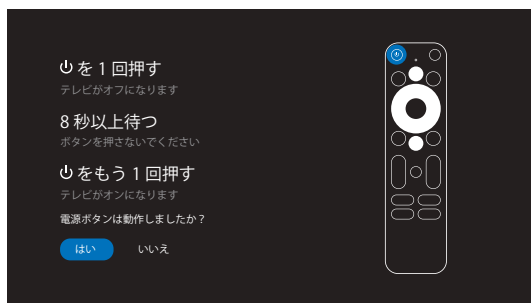 ⏻を1回押す
テレビがオフになります
8秒以上待つ
ボタンを押さないでください
⏻をもう1回押す
テレビがオンになります
電源ボタンは動作しましたか？
はい いいえ